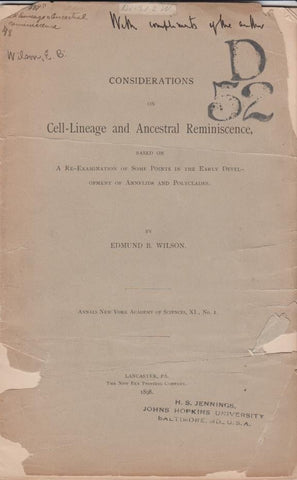 With compliments of the author
Wilson, E. B.
D
52
CONSIDERATIONS
ON
Cell-Lineage and Ancestral Reminiscence,
BASED ON
A Re-Examination of Some Points in the Early Devel-
opment of Annelids and Polyclades.
BY
EDMUND B. WILSON.
Annals New York Academy of Sciences, XI., No. 1.
LANCASTER, PA.
The New Era Printing Company.
1898.
H. S. JENNINGS,
JOHNS HOPKINS UNIVERSITY
BALTIMORE, MD., U.S.A.